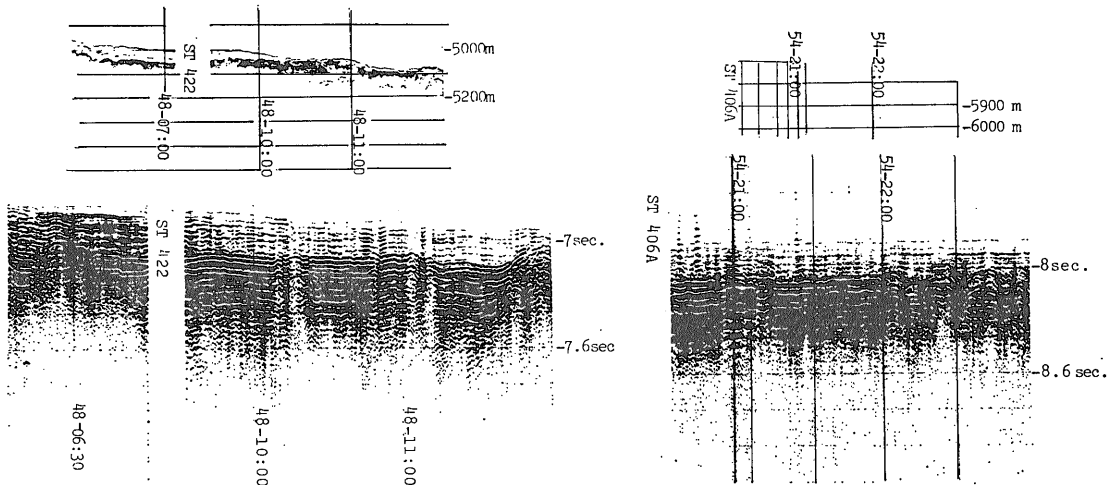 ST 422
-5000m
-5200m
48-07:00
48-10:00
48-11:00
ST 422
-7sec.
-7.6sec
48-06:30
48-10:00
48-11:00
54-21:00
54-22:00
ST 406A
-5900 m
-6000 m
ST 406A
54-21:00
54-22:00
-8sec.
-8.6 sec.